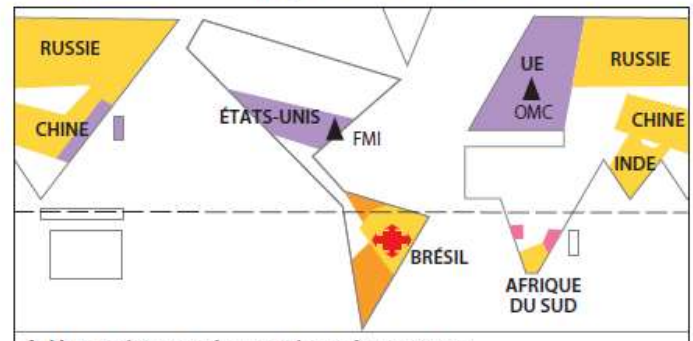 RUSSIE
CHINE
ÉTATS-UNIS
FMI
BRÉSIL
UE
OMC
RUSSIE
CHINE
INDE
AFRIQUE
DU SUD